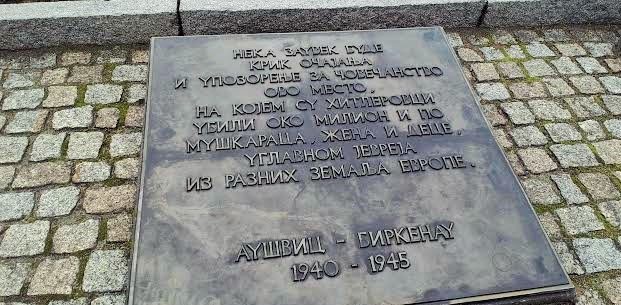 НЕКА ЗАУВЕК БУДЕ
КРИК ОЧАЈАЊА
И УПОЗОРЕЊЕ ЗА ЧОВЕЧАНСТВО
ОВО МЕСТО,
НА КОЈЕМ СУ ХИТЛЕРОВЦИ
УБИЛИ ОКО МИЛИОН И ПО
МУШКАРАЦА, ЖЕНА И ДЕЦЕ,
УГЛАВНОМ ЈЕВРЕЈА
ИЗ РАЗНИХ ЗЕМАЉА ЕВРОПЕ.
АУШВИЦ - БИРКЕНАУ
1940 - 1945